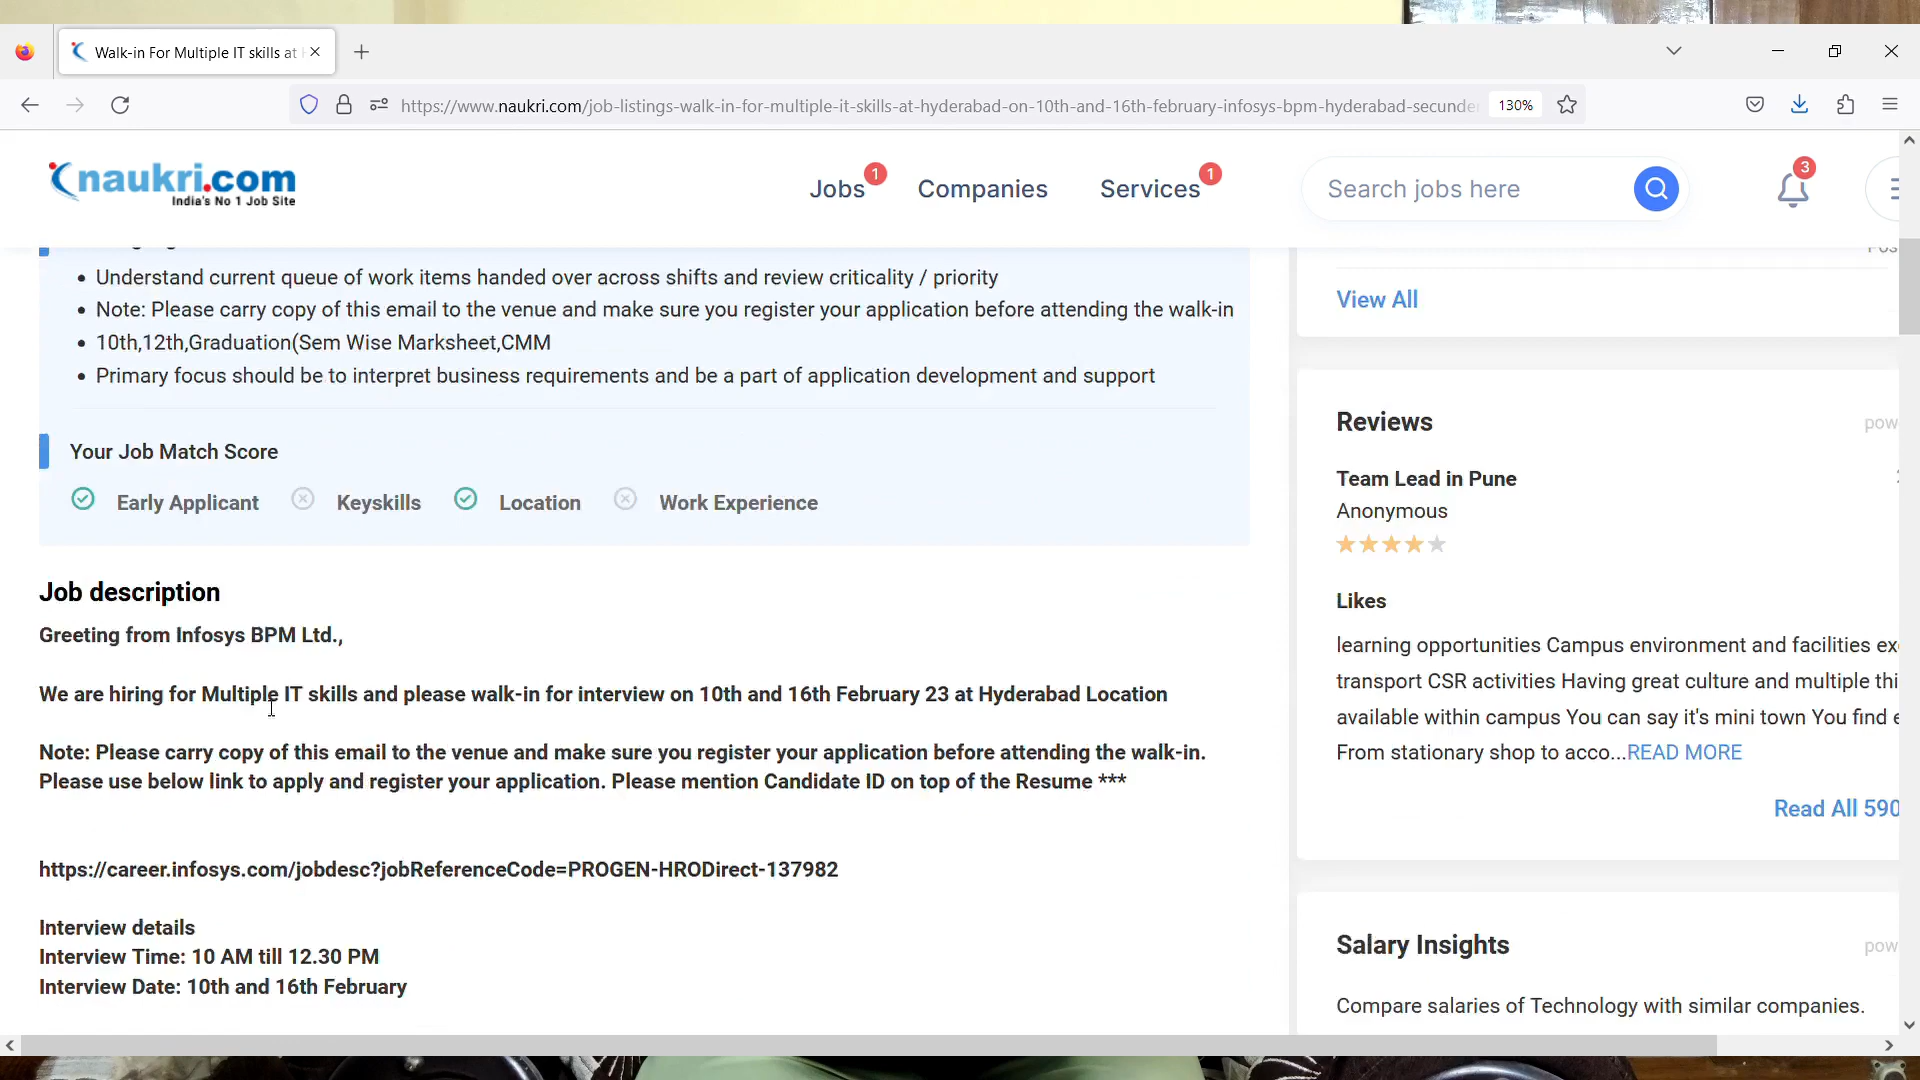 Walk-in For Multiple IT skills at
https://www.naukri.com/job-listings-walk-in-for-multiple-it-skills-at-hyderabad-on-10th-and-16th-february-infosys-bpm-hyderabad-secunde
130%
naukri.com
India's No 1 Job Site
Jobs 1
Companies
Services 1
Search jobs here
3
Understand current queue of work items handed over across shifts and review criticality / priority
Note: Please carry copy of this email to the venue and make sure you register your application before attending the walk-in
10th,12th,Graduation(Sem Wise Marksheet,CMM
Primary focus should be to interpret business requirements and be a part of application development and support
Your Job Match Score
Early Applicant Keyskills Location Work Experience
Job description
Greeting from Infosys BPM Ltd.,
We are hiring for Multiple IT skills and please walk-in for interview on 10th and 16th February 23 at Hyderabad Location
Note: Please carry copy of this email to the venue and make sure you register your application before attending the walk-in.
Please use below link to apply and register your application. Please mention Candidate ID on top of the Resume ***
https://career.infosys.com/jobdesc?jobReferenceCode=PROGEN-HRODirect-137982
Interview details
Interview Time: 10 AM till 12.30 PM
Interview Date: 10th and 16th February
Pos
View All
Reviews
pow
Team Lead in Pune
Anonymous
Likes
learning opportunities Campus environment and facilities ex
transport CSR activities Having great culture and multiple thi
available within campus You can say it's mini town You find e
From stationary shop to acco...READ MORE
Read All 590
Salary Insights
pow
Compare salaries of Technology with similar companies.